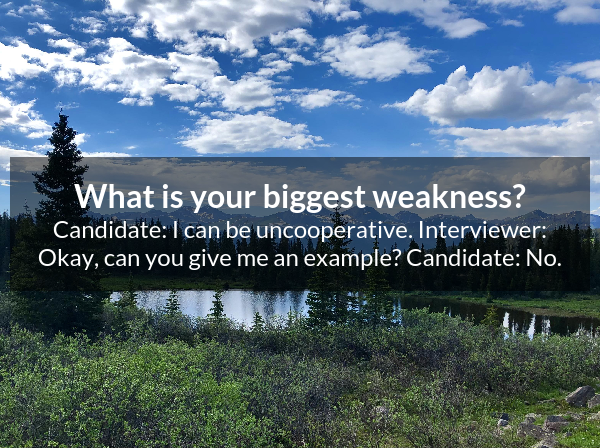 What is your biggest weakness?
Candidate: I can be uncooperative. Interviewer:
Okay, can you give me an example? Candidate: No.